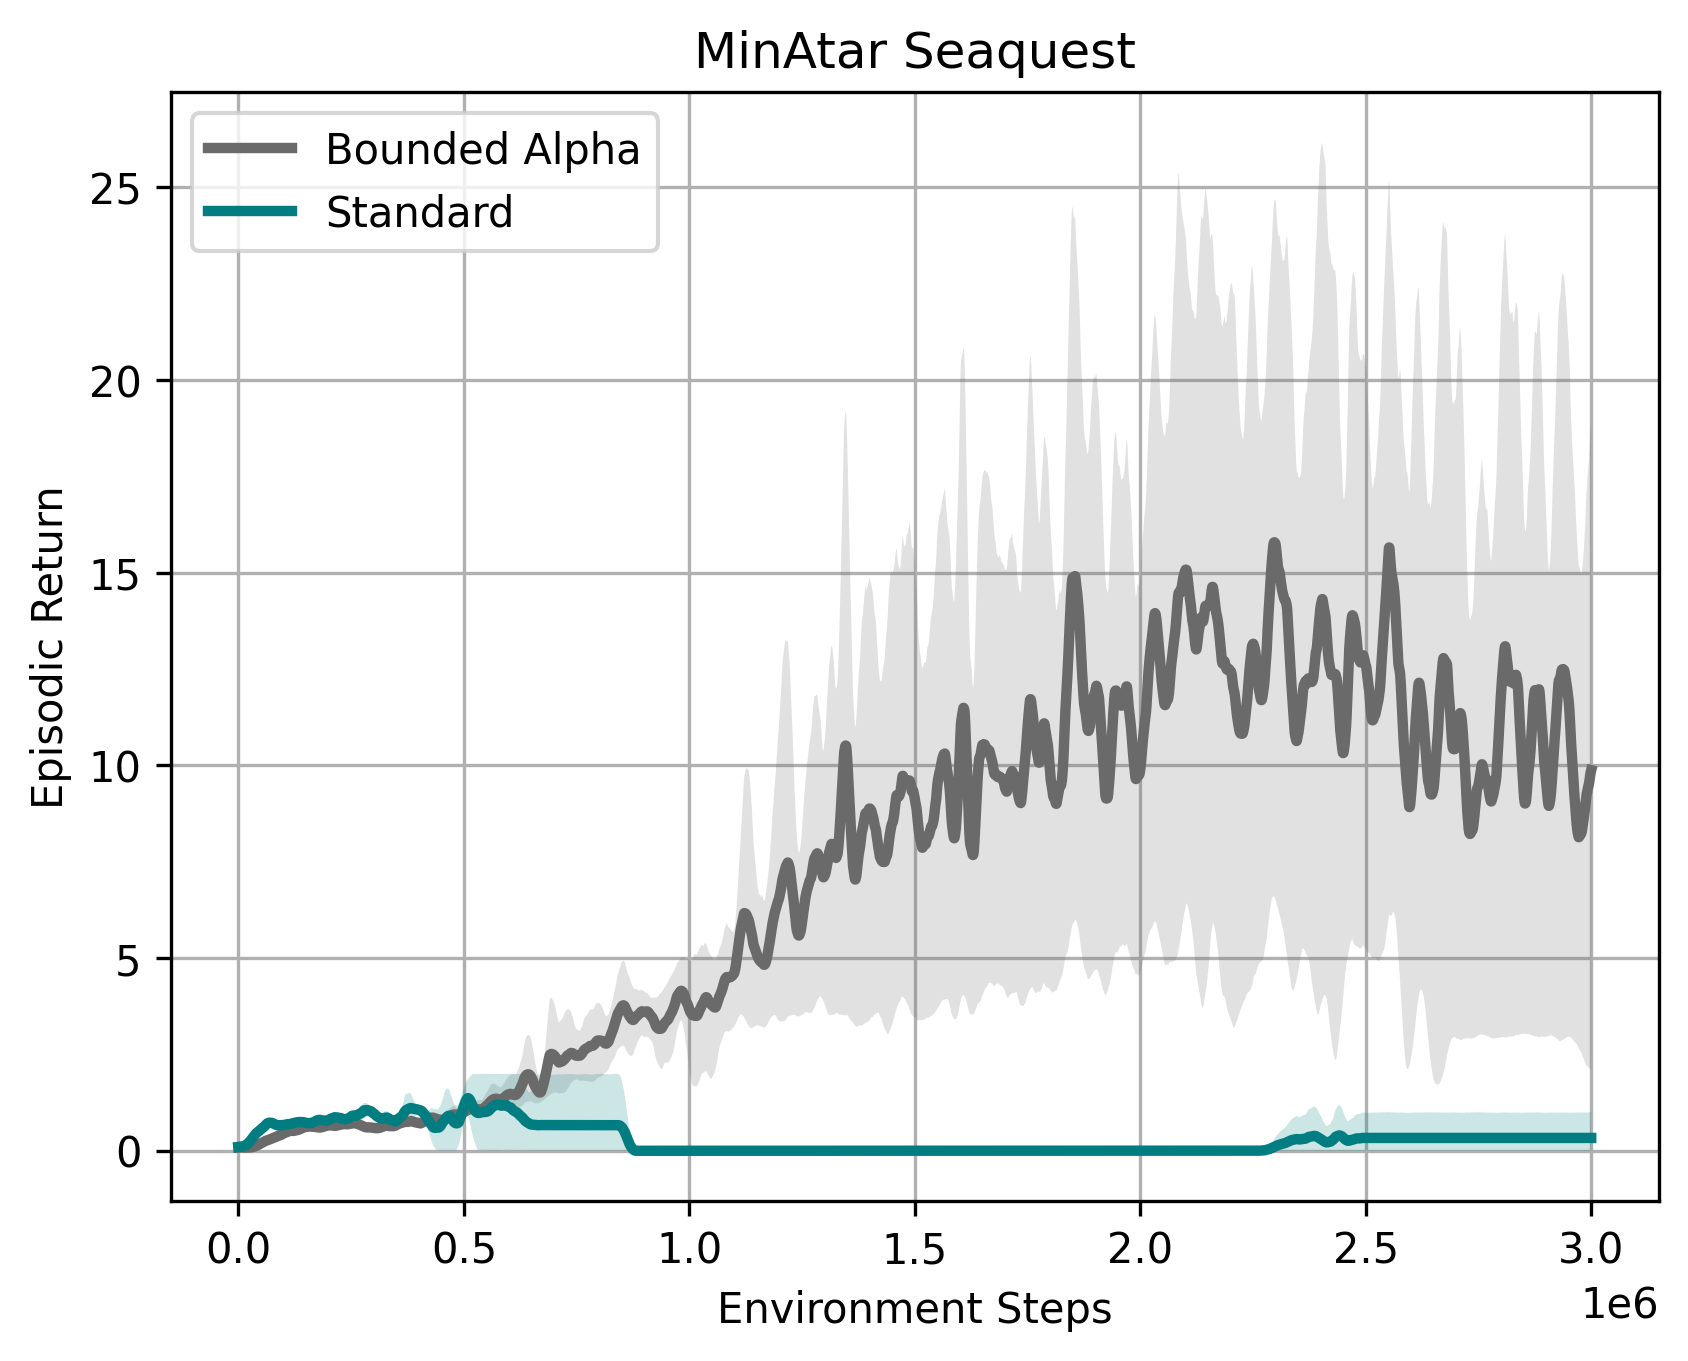 MinAtar Seaquest
Bounded Alpha
Standard
Episodic Return
25
20
15
10
5
0
0.0 0.5 1.0 1.5 2.0 2.5 3.0
1e6
Environment Steps